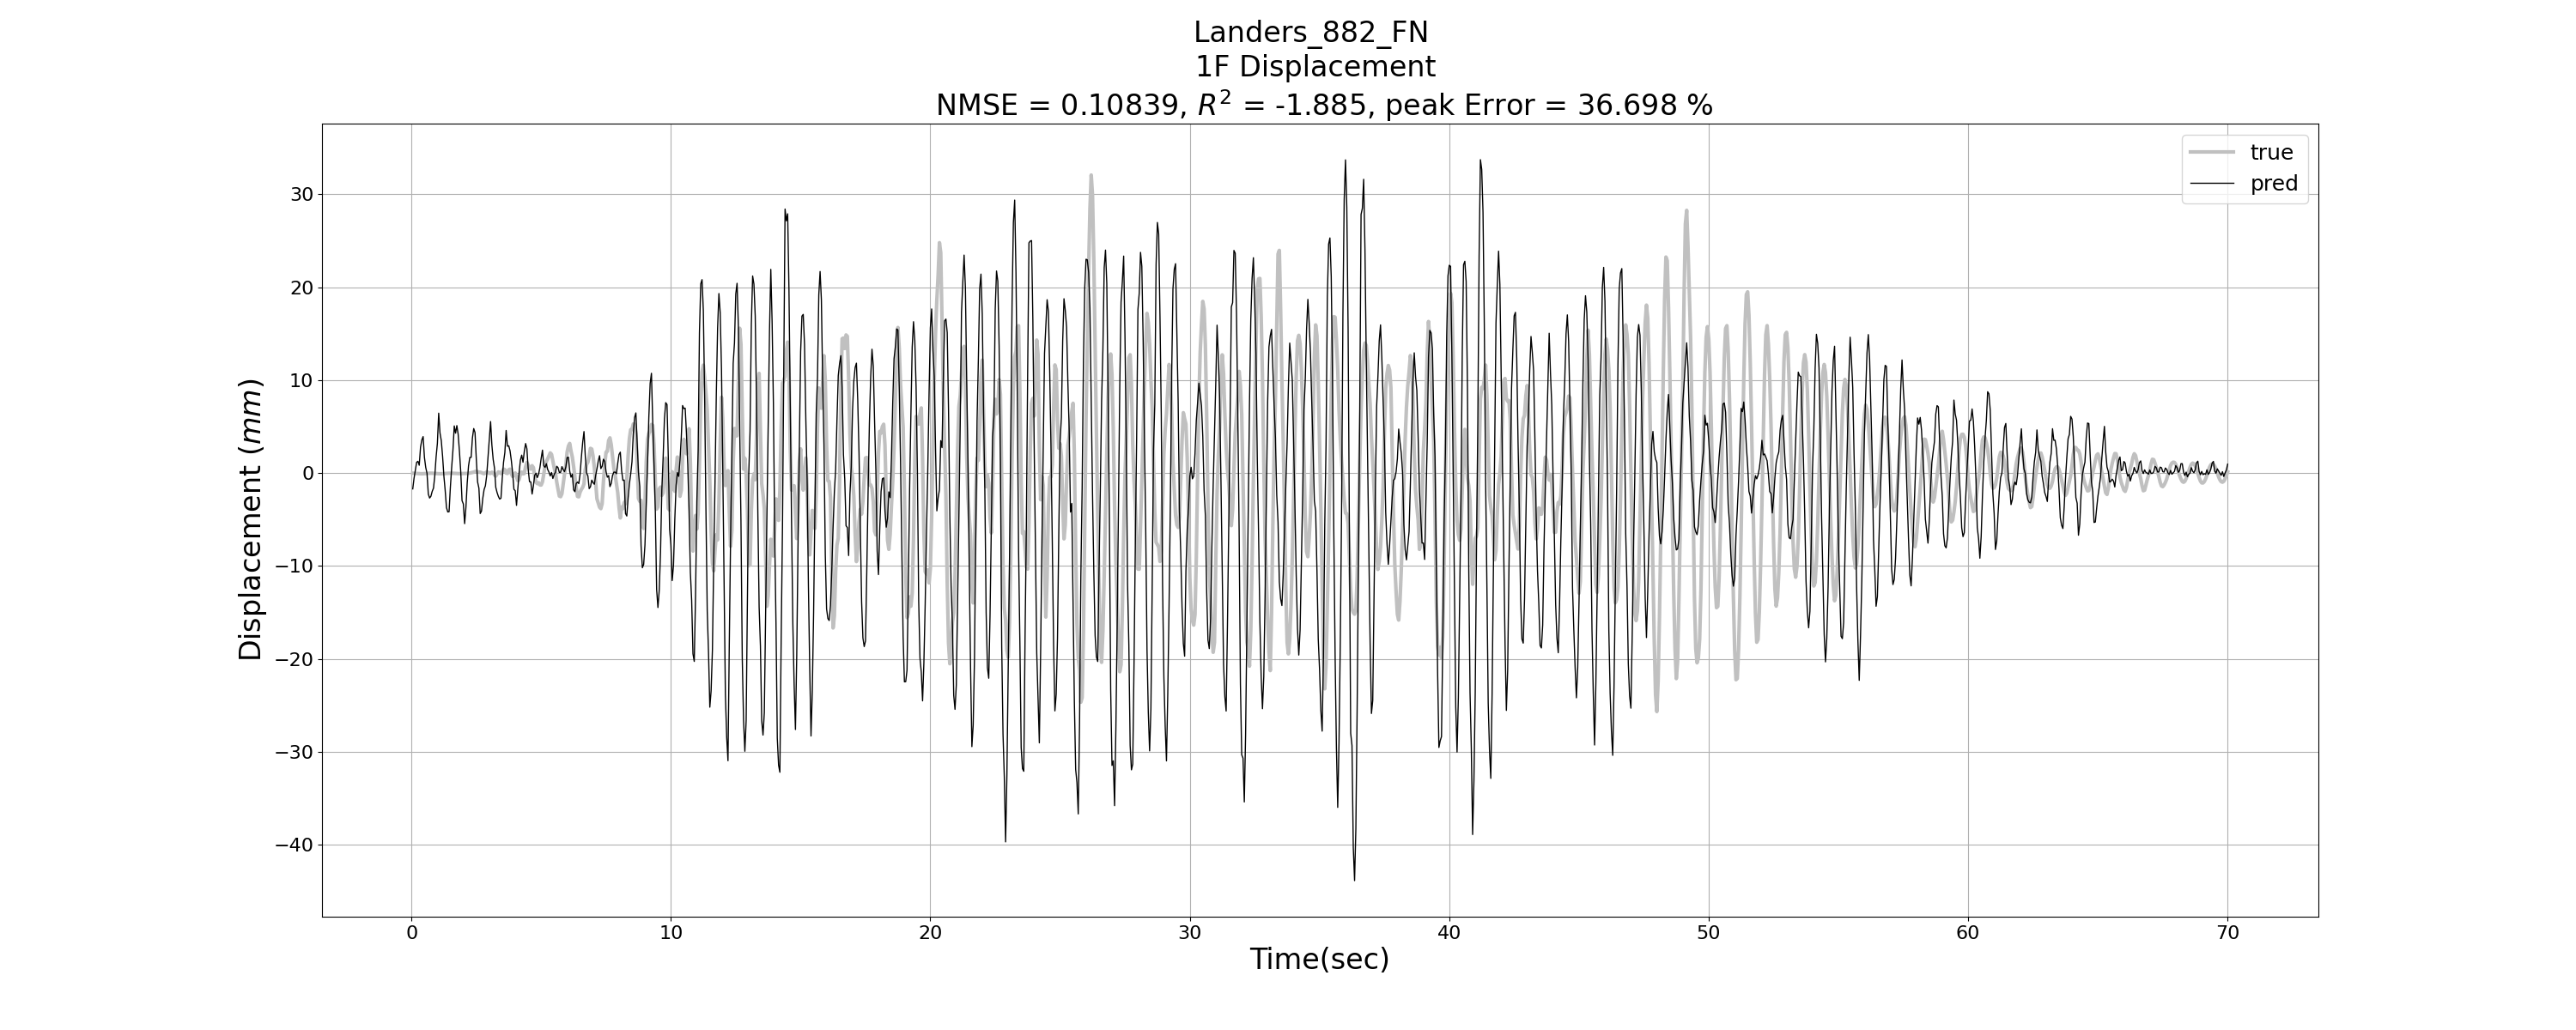 Landers_882_FN
1F Displacement
NMSE = 0.10839, R² = -1.885, peak Error = 36.698 %
true
pred
Displacement (mm)
30
20
10
0
−10
−20
−30
−40
0 10 20 30 40 50 60 70
Time(sec)